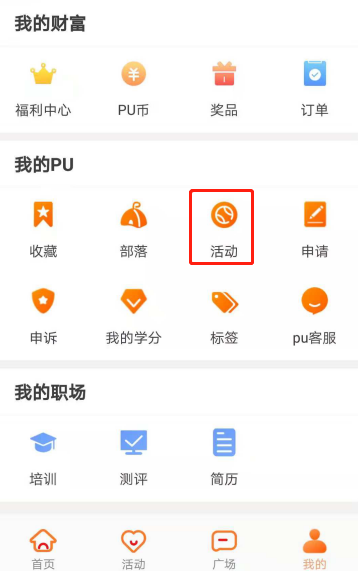 我的财富
福利中心 PU币 奖品 订单
我的PU
收藏 部落 活动 申请
申诉 我的学分 标签 pu客服
我的职场
培训 测评 简历
首页 活动 广场 我的